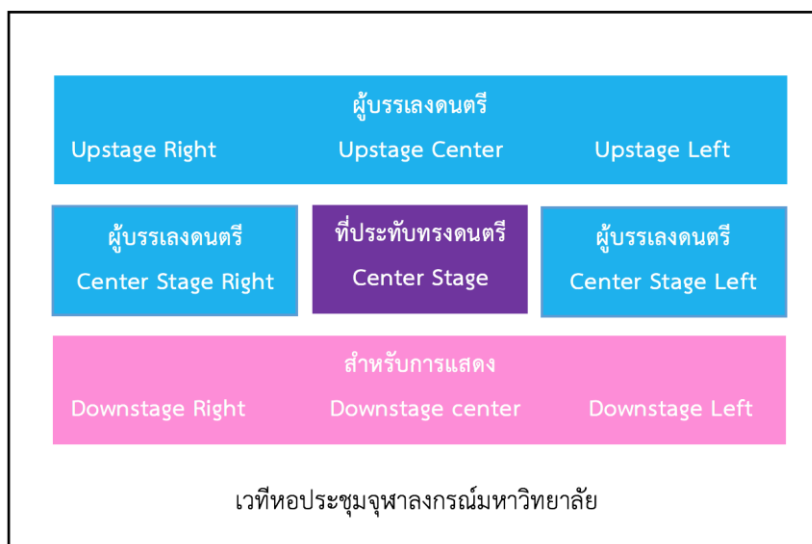 ผู้บรรเลงดนตรี
Upstage Right Upstage Center Upstage Left
ผู้บรรเลงดนตรี
Center Stage Right
ที่ประทับทรงดนตรี
Center Stage
ผู้บรรเลงดนตรี
Center Stage Left
สำหรับการแสดง
Downstage Right Downstage center Downstage Left
เวทีหอประชุมจุฬาลงกรณ์มหาวิทยาลัย